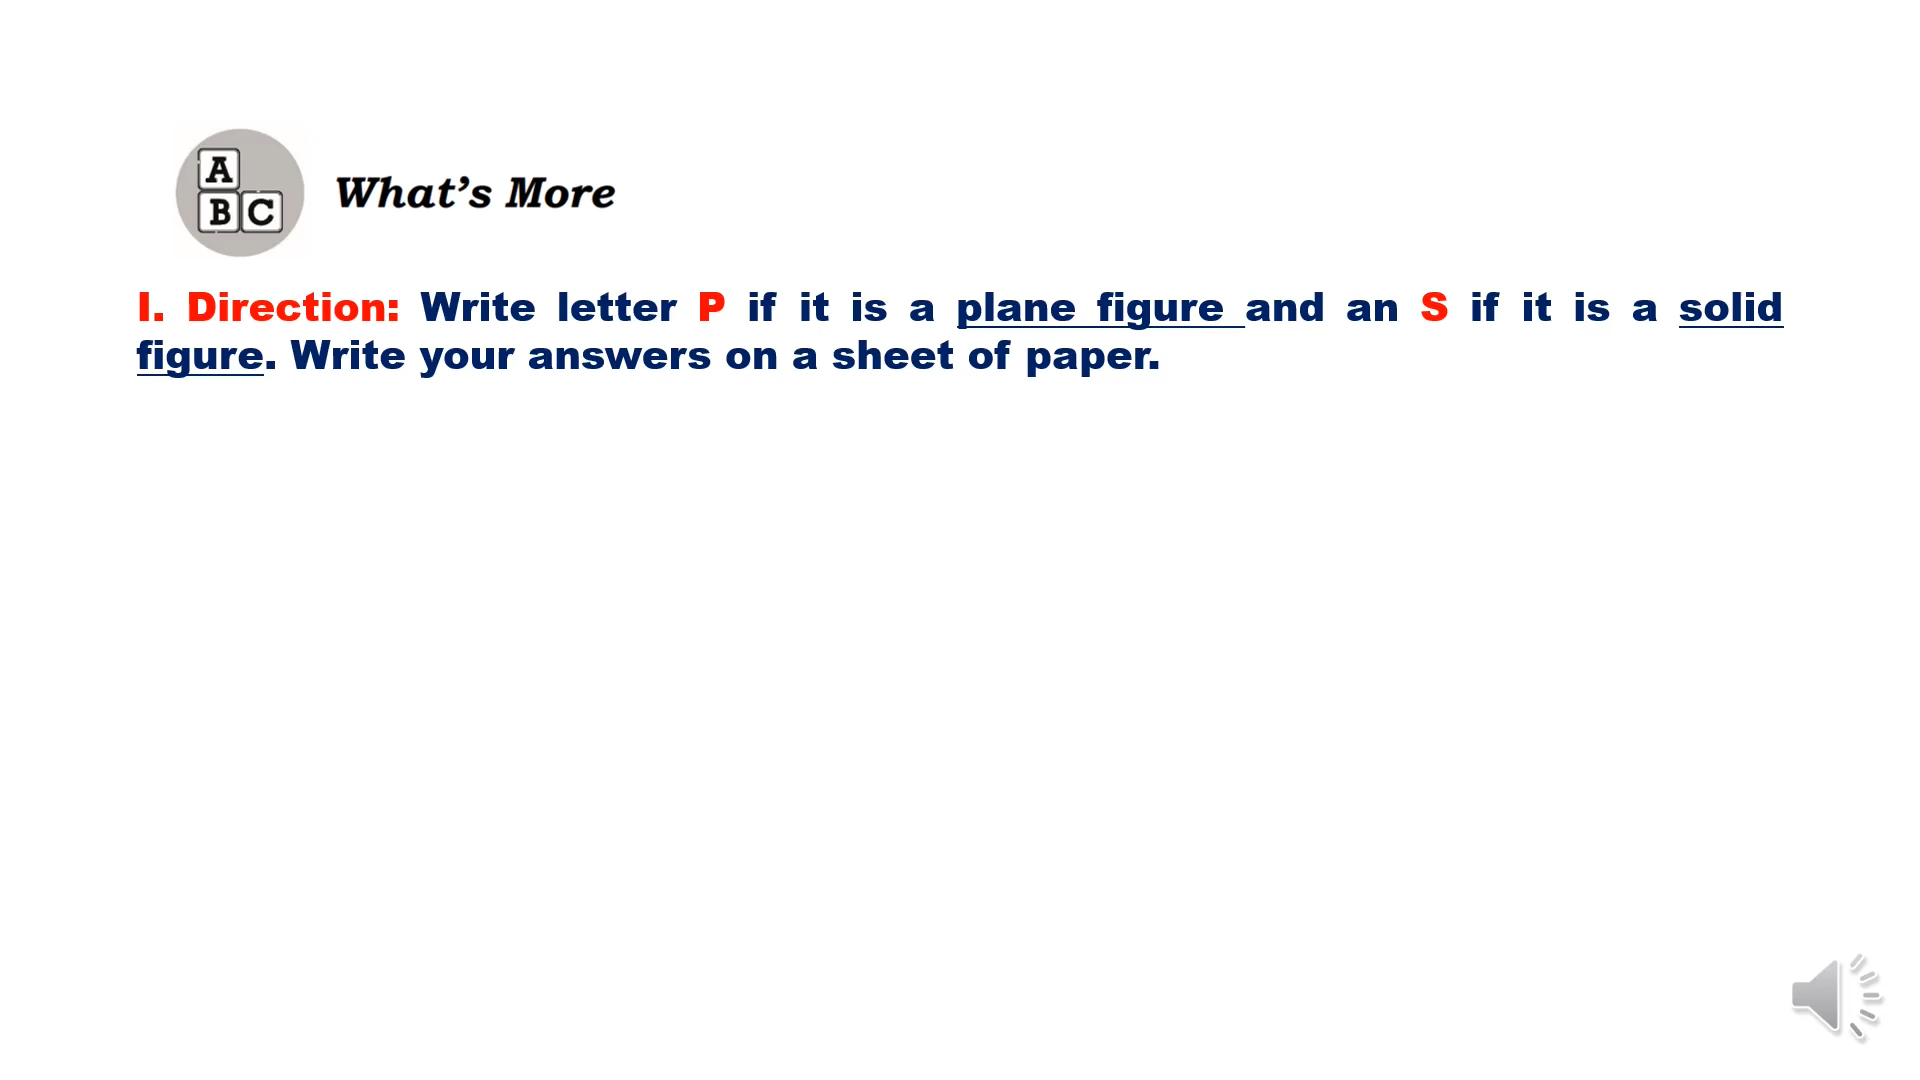 A
B C
What's More
I. Direction: Write letter P if it is a plane figure and an S if it is a solid
figure. Write your answers on a sheet of paper.